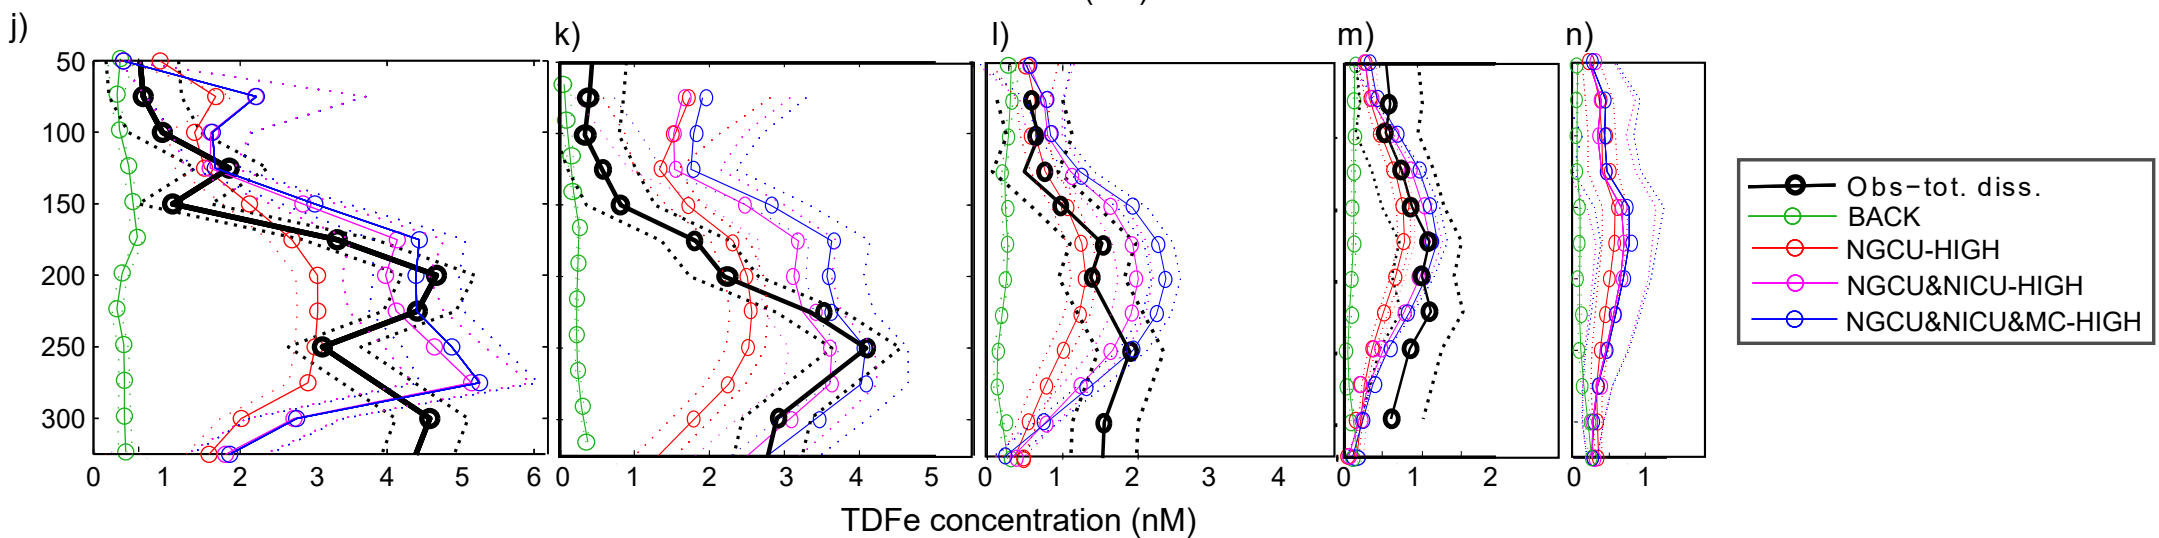 j)
k)
l)
m)
n)
50
100
150
200
250
300
0 1 2 3 4 5 6
0 1 2 3 4 5
0 1 2 3 4
0 1 2
0 1
TDFe concentration (nM)
Obs-tot. diss.
BACK
NGCU-HIGH
NGCU&NICU-HIGH
NGCU&NICU&MC-HIGH